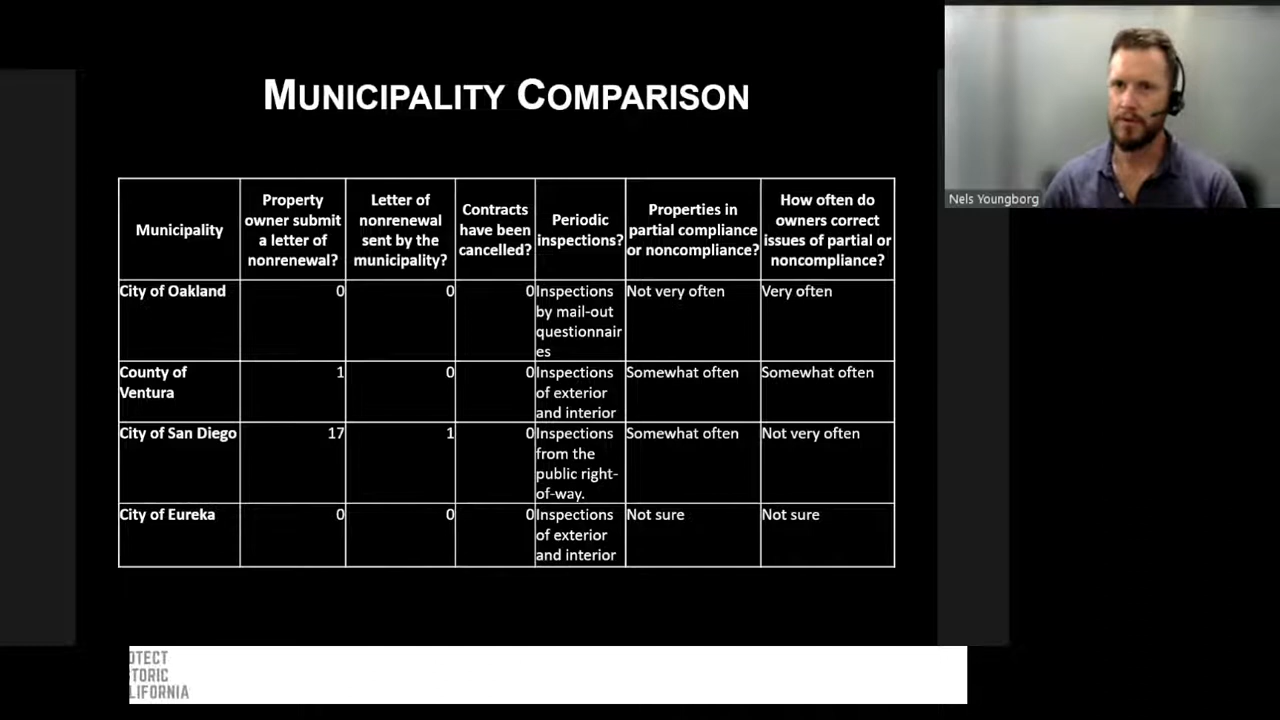 MUNICIPALITY COMPARISON
Nels Youngborg
Municipality
Property
owner submit
a letter of
nonrenewal?
Letter of
nonrenewal
sent by the
municipality?
Contracts
have been
cancelled?
Periodic
inspections?
Properties in
partial compliance
or noncompliance?
How often do
owners correct
issues of partial or
noncompliance?
City of Oakland
0
0
0
Inspections
by mail-out
questionnair
es
Not very often
Very often
County of
Ventura
1
0
0
Inspections
of exterior
and interior
Somewhat often
Somewhat often
City of San Diego
17
1
0
Inspections
from the
public right-
of-way.
Somewhat often
Not very often
City of Eureka
0
0
0
Inspections
of exterior
and interior
Not sure
Not sure
OTECT
TORIC
LIFORNIA